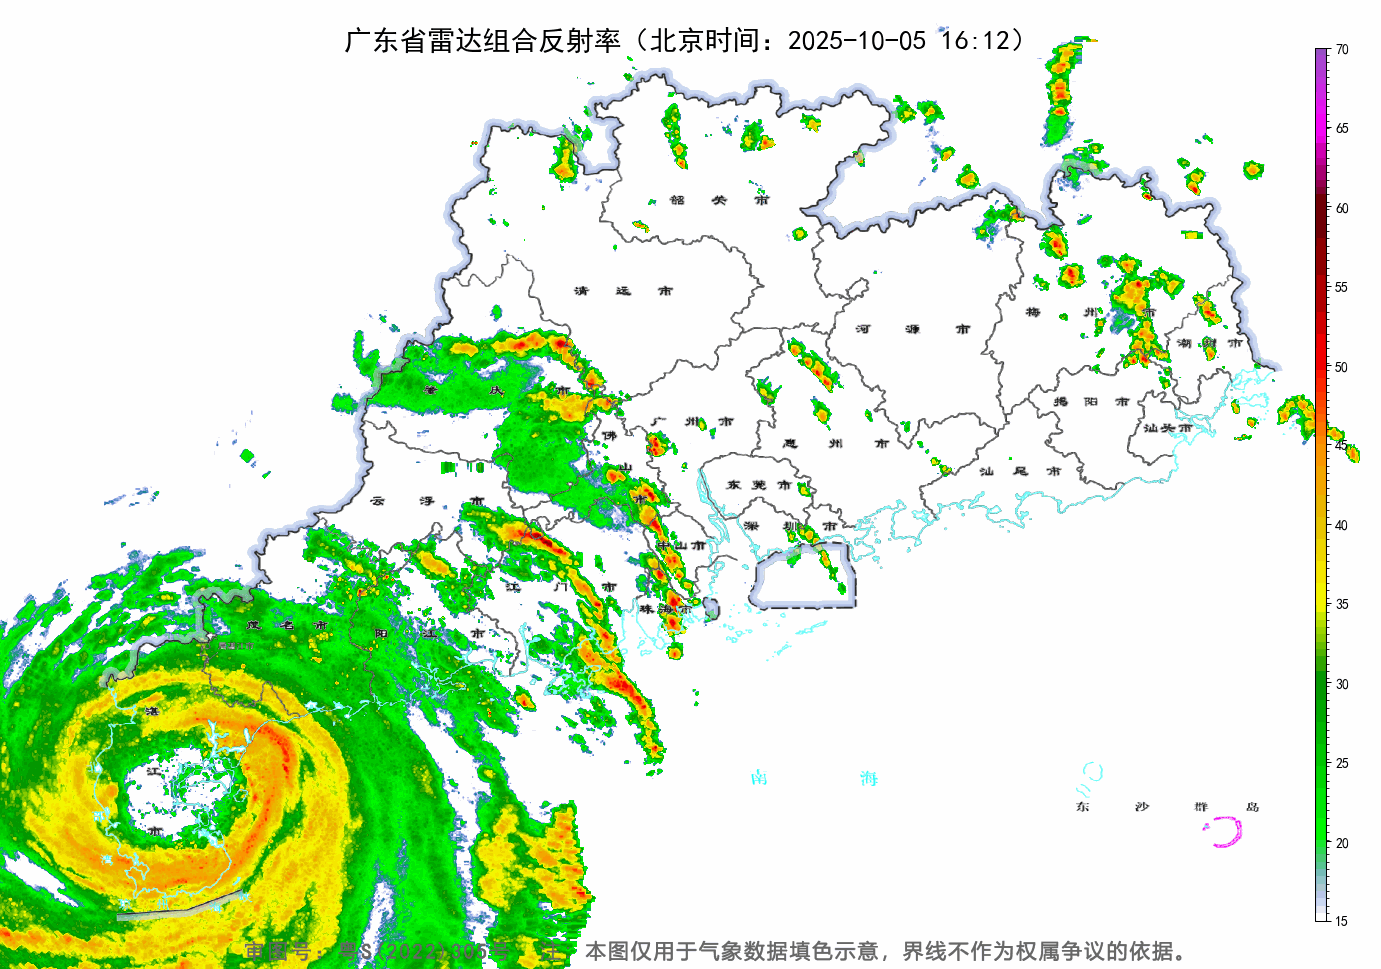 广东省雷达组合反射率（北京时间：2025-10-05 16:12）
70
65
60
55
50
45
40
35
30
25
20
15
韶关市
清远市
河源市
梅州市
潮州市
肇庆市
广州市
佛山市
惠州市
揭阳市
汕头市
汕尾市
云浮市
东莞市
深圳市
中山市
江门市
珠海市
茂名市
阳江市
湛江市
南海
东沙群岛
审图号：粤S(2022)305号 注：本图仅用于气象数据填色示意，界线不作为权属争议的依据。